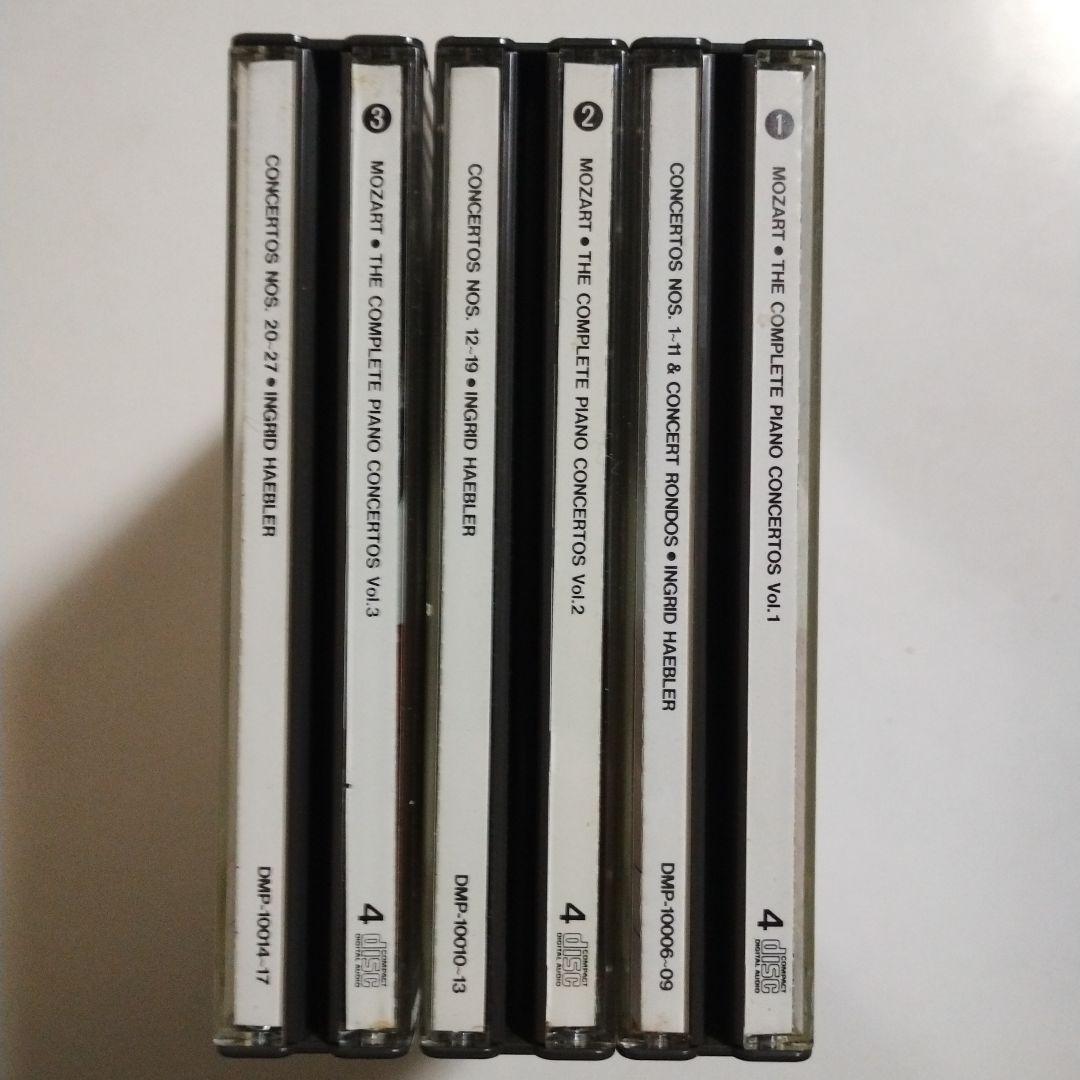 ❶ MOZART • THE COMPLETE PIANO CONCERTOS Vol.1 4 COMPACT disc DIGITAL AUDIO
CONCERTOS NOS. 1~11 & CONCERT RONDOS • INGRID HAEBLER DMP-10006~09
❷ MOZART • THE COMPLETE PIANO CONCERTOS Vol.2 4 COMPACT disc DIGITAL AUDIO
CONCERTOS NOS. 12~19 • INGRID HAEBLER DMP-10010~13
❸ MOZART • THE COMPLETE PIANO CONCERTOS Vol.3 4 COMPACT disc DIGITAL AUDIO
CONCERTOS NOS. 20~27 • INGRID HAEBLER DMP-10014~17